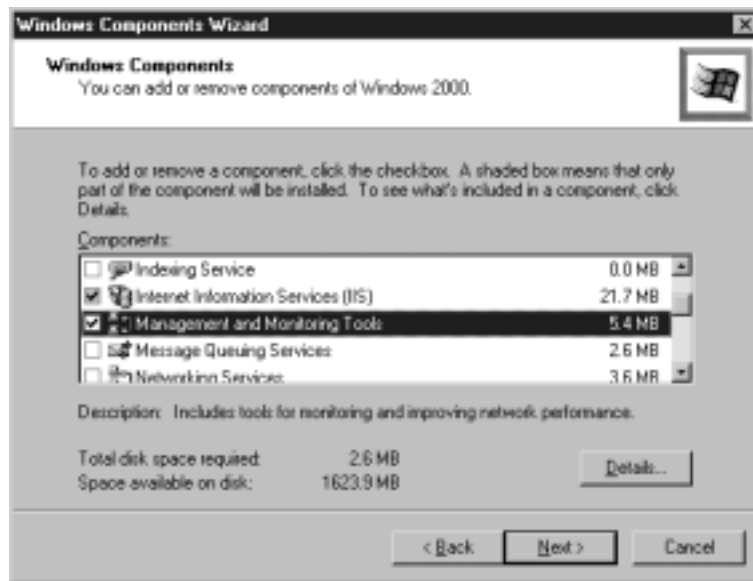 Windows Components Wizard
Windows Components
You can add or remove components of Windows 2000.
To add or remove a component, click the checkbox. A shaded box means that only
part of the component will be installed. To see what's included in a component, click
Details.
Components:
Indexing Service 0.0 MB
Internet Information Services (IIS) 21.7 MB
Management and Monitoring Tools 5.4 MB
Message Queuing Services 2.6 MB
Networking Services 3.6 MB
Description: Includes tools for monitoring and improving network performance.
Total disk space required: 2.6 MB
Space available on disk: 1623.9 MB
Details...
< Back Next > Cancel